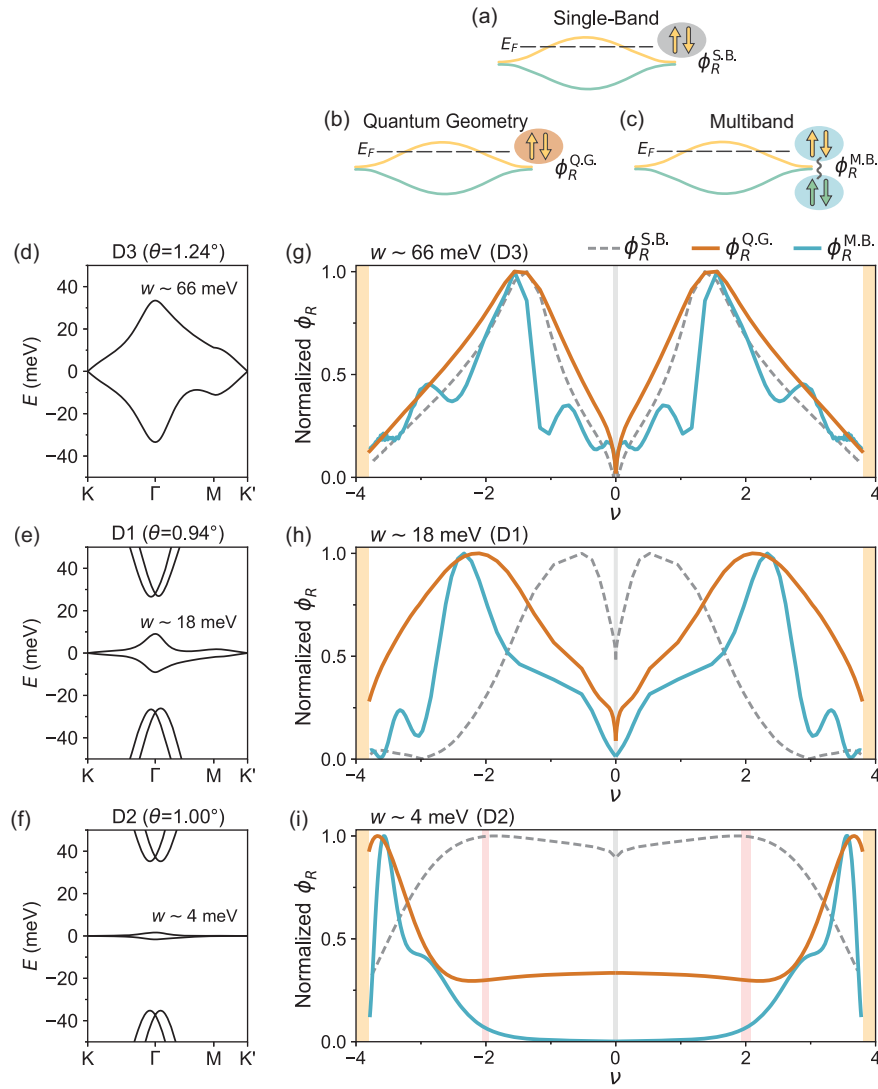 (a) Single-Band
E_F
ϕ_R^S.B.
(b) Quantum Geometry
E_F
ϕ_R^Q.G.
(c) Multiband
E_F
ϕ_R^M.B.
(d) D3 (θ=1.24°)
w ~ 66 meV
E (meV)
40
20
0
−20
−40
K Γ M K'
(g) w ~ 66 meV (D3)
ϕ_R^S.B. ϕ_R^Q.G. ϕ_R^M.B.
Normalized ϕ_R
1.0
0.5
0.0
−4 −2 0 2 4
ν
(e) D1 (θ=0.94°)
w ~ 18 meV
E (meV)
40
20
0
−20
−40
K Γ M K'
(h) w ~ 18 meV (D1)
Normalized ϕ_R
1.0
0.5
0.0
−4 −2 0 2 4
ν
(f) D2 (θ=1.00°)
w ~ 4 meV
E (meV)
40
20
0
−20
−40
K Γ M K'
(i) w ~ 4 meV (D2)
Normalized ϕ_R
1.0
0.5
0.0
−4 −2 0 2 4
ν